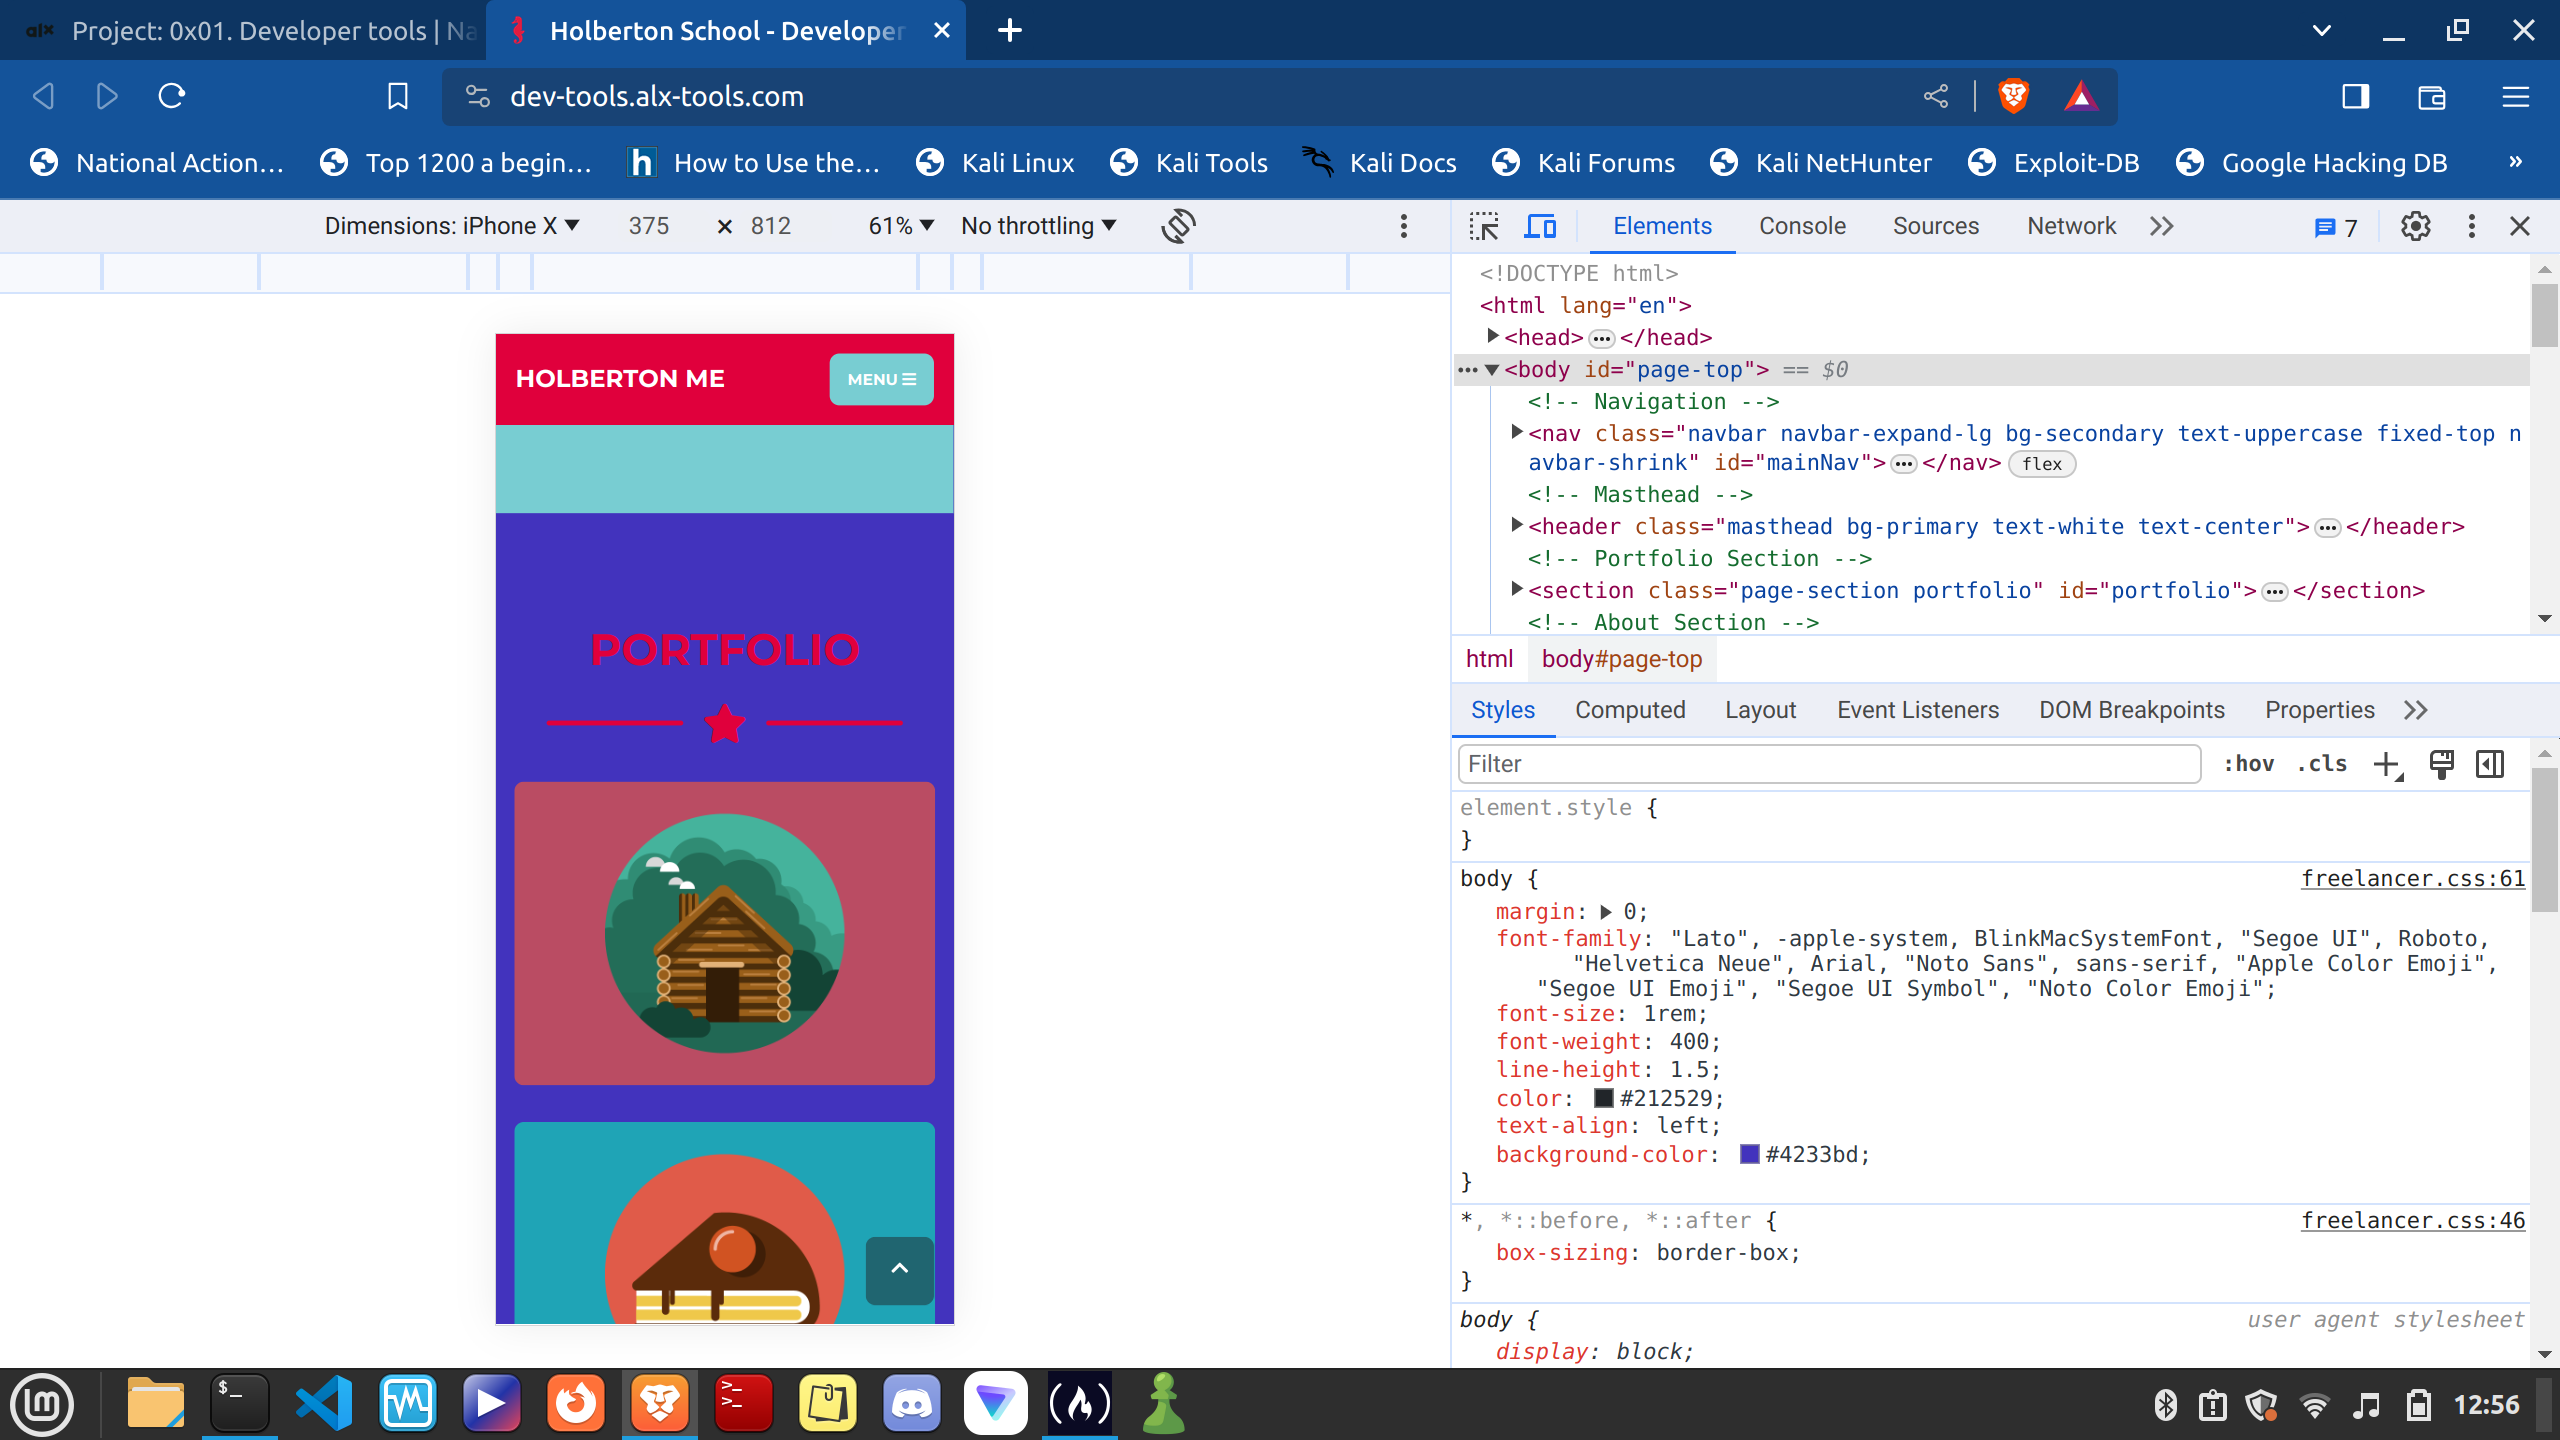 alx Project: 0x01. Developer tools | Na
Holberton School - Developer
dev-tools.alx-tools.com
National Action...
Top 1200 a begin...
h How to Use the...
Kali Linux
Kali Tools
Kali Docs
Kali Forums
Kali NetHunter
Exploit-DB
Google Hacking DB
»
Dimensions: iPhone X 375 × 812 61% No throttling
HOLBERTON ME
MENU
PORTFOLIO
Elements Console Sources Network 7
<!DOCTYPE html>
<html lang="en">
<head>…</head>
<body id="page-top"> == $0
<!-- Navigation -->
<nav class="navbar navbar-expand-lg bg-secondary text-uppercase fixed-top n
avbar-shrink" id="mainNav">…</nav> flex
<!-- Masthead -->
<header class="masthead bg-primary text-white text-center">…</header>
<!-- Portfolio Section -->
<section class="page-section portfolio" id="portfolio">…</section>
<!-- About Section -->
html body#page-top
Styles Computed Layout Event Listeners DOM Breakpoints Properties
Filter :hov .cls
element.style {
}
body { freelancer.css:61
margin: 0;
font-family: "Lato", -apple-system, BlinkMacSystemFont, "Segoe UI", Roboto,
"Helvetica Neue", Arial, "Noto Sans", sans-serif, "Apple Color Emoji",
"Segoe UI Emoji", "Segoe UI Symbol", "Noto Color Emoji";
font-size: 1rem;
font-weight: 400;
line-height: 1.5;
color: #212529;
text-align: left;
background-color: #4233bd;
}
*, *::before, *::after { freelancer.css:46
box-sizing: border-box;
}
body { user agent stylesheet
display: block;
$_
>_
>_
12:56